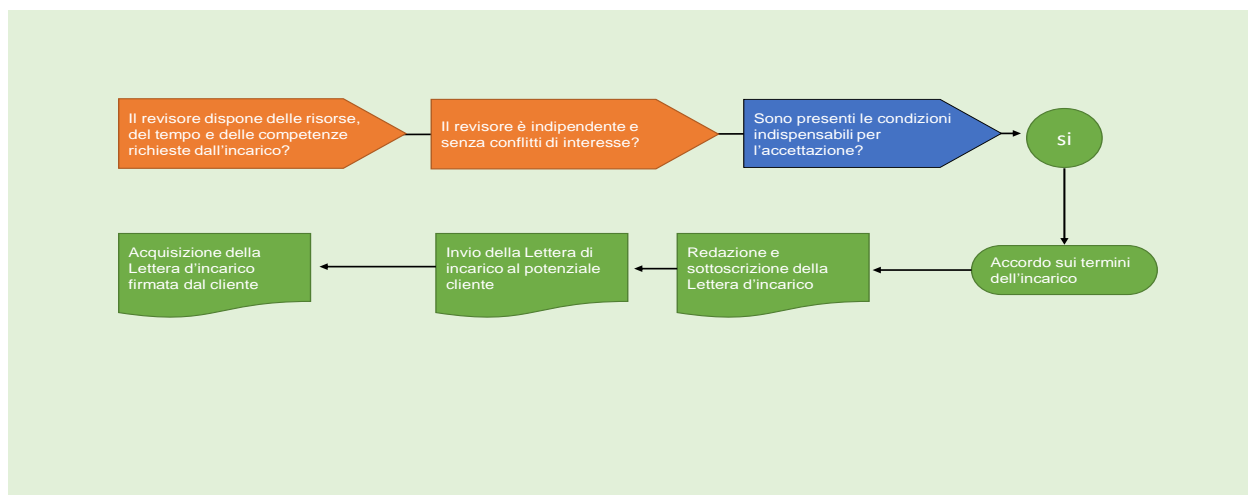 Il revisore dispone delle risorse,
del tempo e delle competenze
richieste dall'incarico?
Il revisore è indipendente e
senza conflitti di interesse?
Sono presenti le condizioni
indispensabili per
l'accettazione?
si
Accordo sui termini
dell'incarico
Redazione e
sottoscrizione della
Lettera d'incarico
Invio della Lettera di
incarico al potenziale
cliente
Acquisizione della
Lettera d'incarico
firmata dal cliente